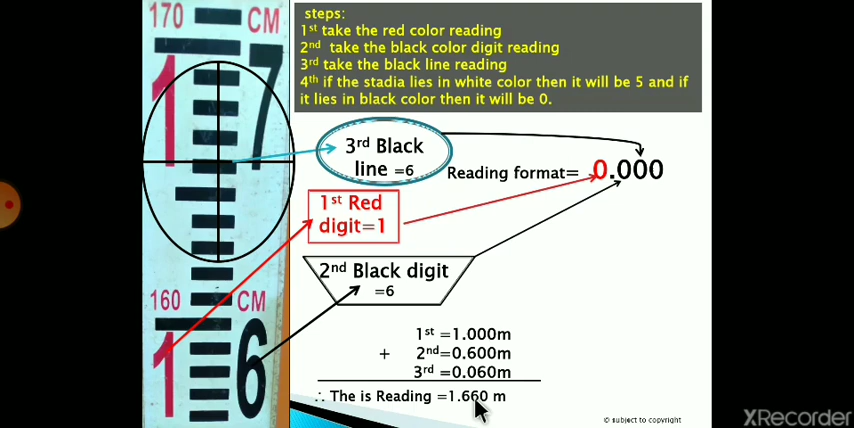 170 CM
steps:
1st take the red color reading
2nd take the black color digit reading
3rd take the black line reading
4th if the stadia lies in white color then it will be 5 and if
it lies in black color then it will be 0.
1 7
3rd Black
line =6
Reading format= 0.000
1st Red
digit=1
2nd Black digit
=6
160 CM
1 6
1st =1.000m
+ 2nd=0.600m
3rd =0.060m
∴ The is Reading =1.660 m
© subject to copyright
XRecorder